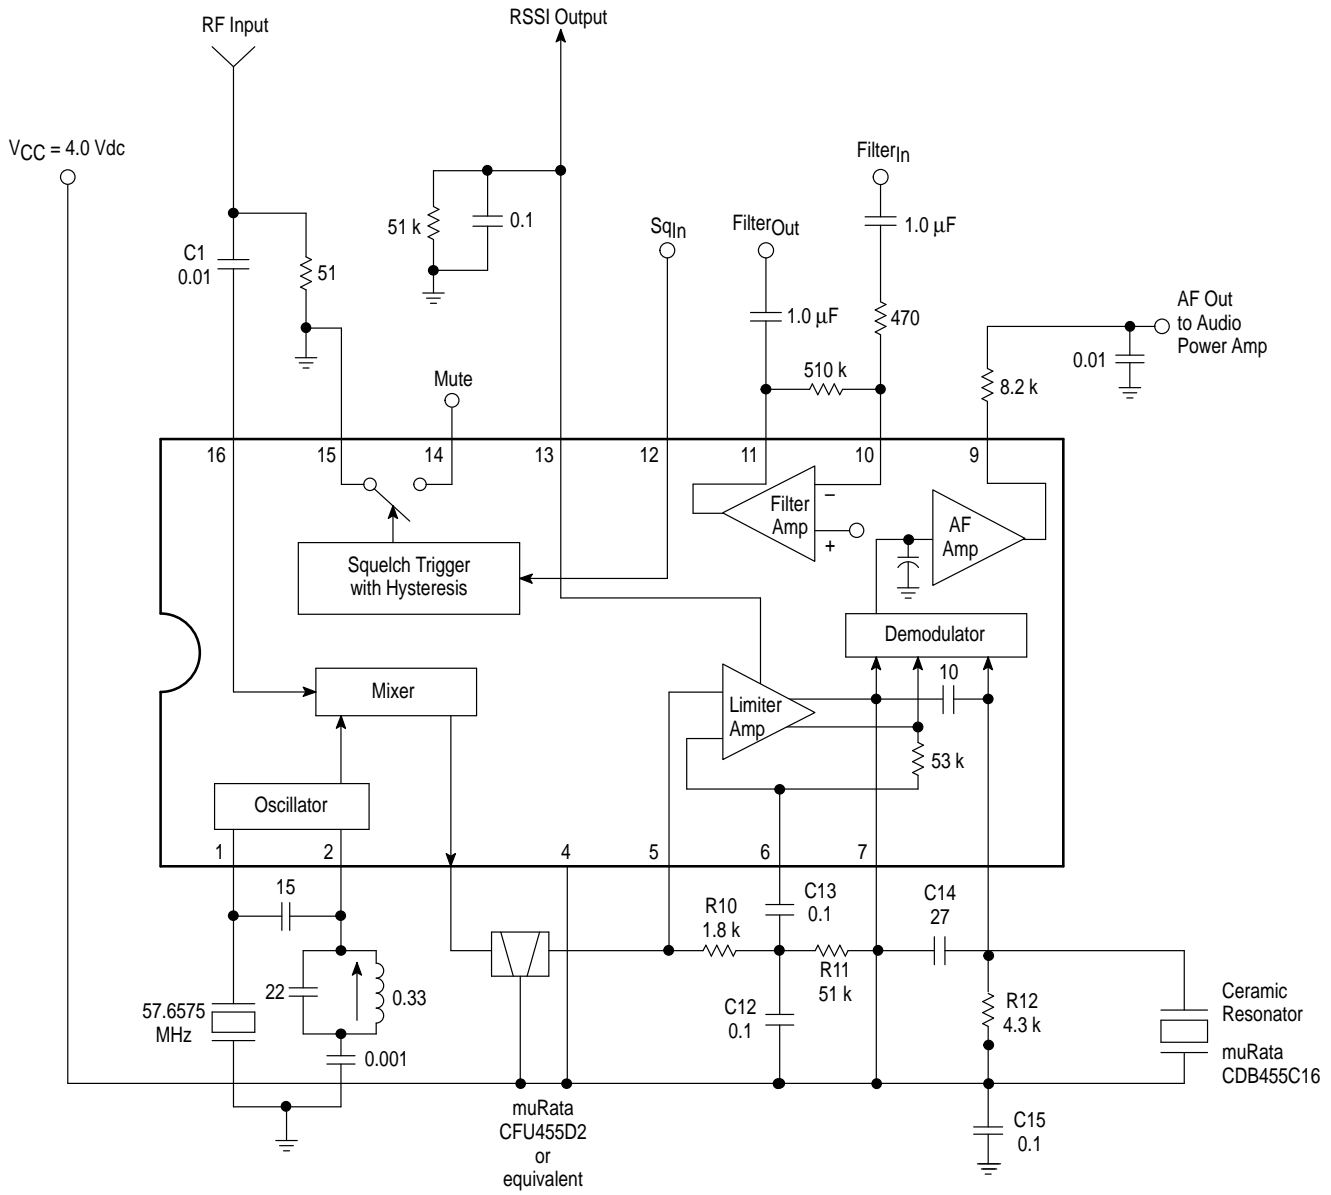 RF Input
RSSI Output
VCC = 4.0 Vdc
C1
0.01
51
51 k
0.1
SqIn
FilterOut
1.0 µF
FilterIn
1.0 µF
470
510 k
8.2 k
0.01
AF Out
to Audio
Power Amp
Mute
16
15
14
13
12
11
10
9
Filter
Amp
–
+
AF
Amp
Squelch Trigger
with Hysteresis
Demodulator
Mixer
Limiter
Amp
10
53 k
Oscillator
1
2
4
5
6
7
15
22
0.33
57.6575
MHz
0.001
R10
1.8 k
C13
0.1
R11
51 k
C12
0.1
C14
27
R12
4.3 k
Ceramic
Resonator
muRata
CDB455C16
muRata
CFU455D2
or
equivalent
C15
0.1